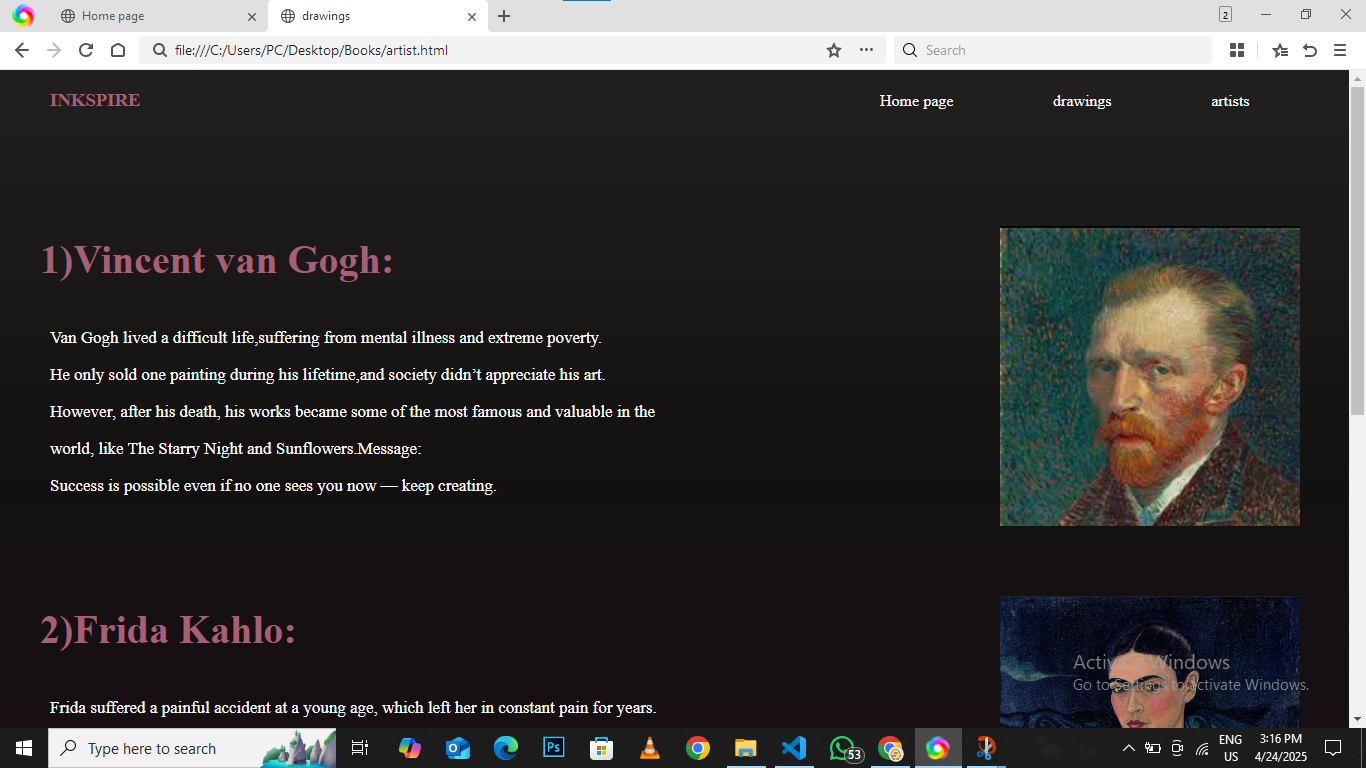 Home page
drawings
2
file:///C:/Users/PC/Desktop/Books/artist.html
Search
INKSPIRE
Home page
drawings
artists
1)Vincent van Gogh:
Van Gogh lived a difficult life,suffering from mental illness and extreme poverty.
He only sold one painting during his lifetime,and society didn’t appreciate his art.
However, after his death, his works became some of the most famous and valuable in the
world, like The Starry Night and Sunflowers.Message:
Success is possible even if no one sees you now — keep creating.
2)Frida Kahlo:
Activate Windows
Go to Settings to activate Windows.
Frida suffered a painful accident at a young age, which left her in constant pain for years.
Type here to search
Ps
53
ENG
US
3:16 PM
4/24/2025